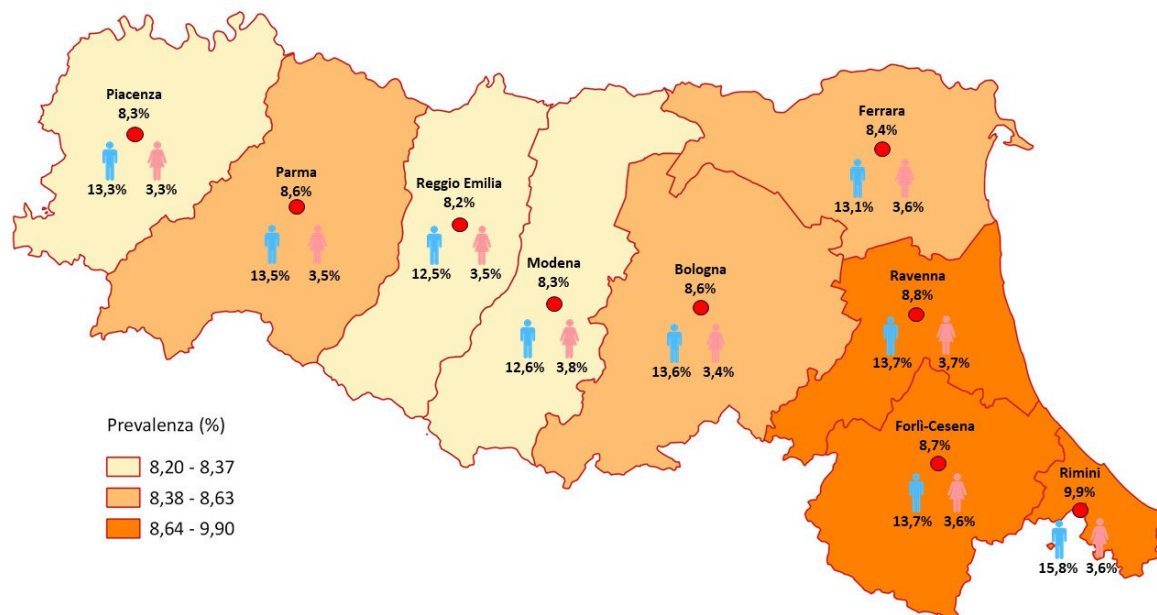 Piacenza
8,3%
13,3% 3,3%
Parma
8,6%
13,5% 3,5%
Reggio Emilia
8,2%
12,5% 3,5%
Modena
8,3%
12,6% 3,8%
Bologna
8,6%
13,6% 3,4%
Ferrara
8,4%
13,1% 3,6%
Ravenna
8,8%
13,7% 3,7%
Forlì-Cesena
8,7%
13,7% 3,6%
Rimini
9,9%
15,8% 3,6%
Prevalenza (%)
8,20 - 8,37
8,38 - 8,63
8,64 - 9,90